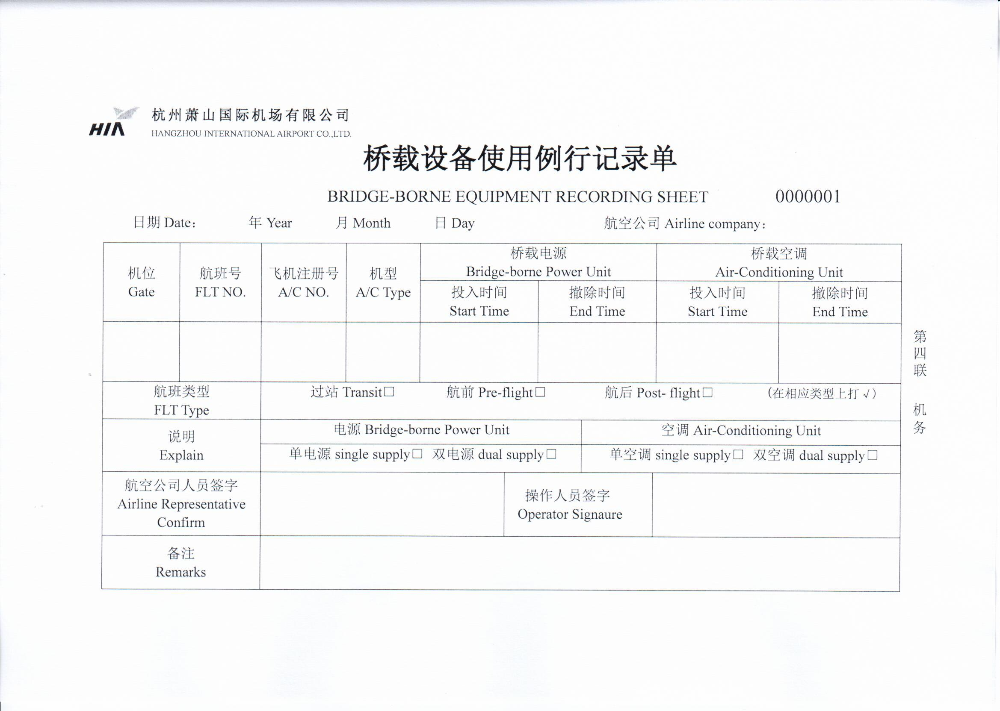 HIA
杭州萧山国际机场有限公司
HANGZHOU INTERNATIONAL AIRPORT CO.,LTD.
桥载设备使用例行记录单
BRIDGE-BORNE EQUIPMENT RECORDING SHEET 0000001
日期 Date: 年 Year 月 Month 日 Day 航空公司 Airline company:
机位
Gate
航班号
FLT NO.
飞机注册号
A/C NO.
机型
A/C Type
桥载电源
Bridge-borne Power Unit
桥载空调
Air-Conditioning Unit
投入时间
Start Time
撤除时间
End Time
投入时间
Start Time
撤除时间
End Time
航班类型
FLT Type
过站 Transit□ 航前 Pre-flight□ 航后 Post- flight□ (在相应类型上打√)
说明
Explain
电源 Bridge-borne Power Unit
空调 Air-Conditioning Unit
单电源 single supply□ 双电源 dual supply□
单空调 single supply□ 双空调 dual supply□
航空公司人员签字
Airline Representative
Confirm
操作人员签字
Operator Signaure
备注
Remarks
第四联 机务